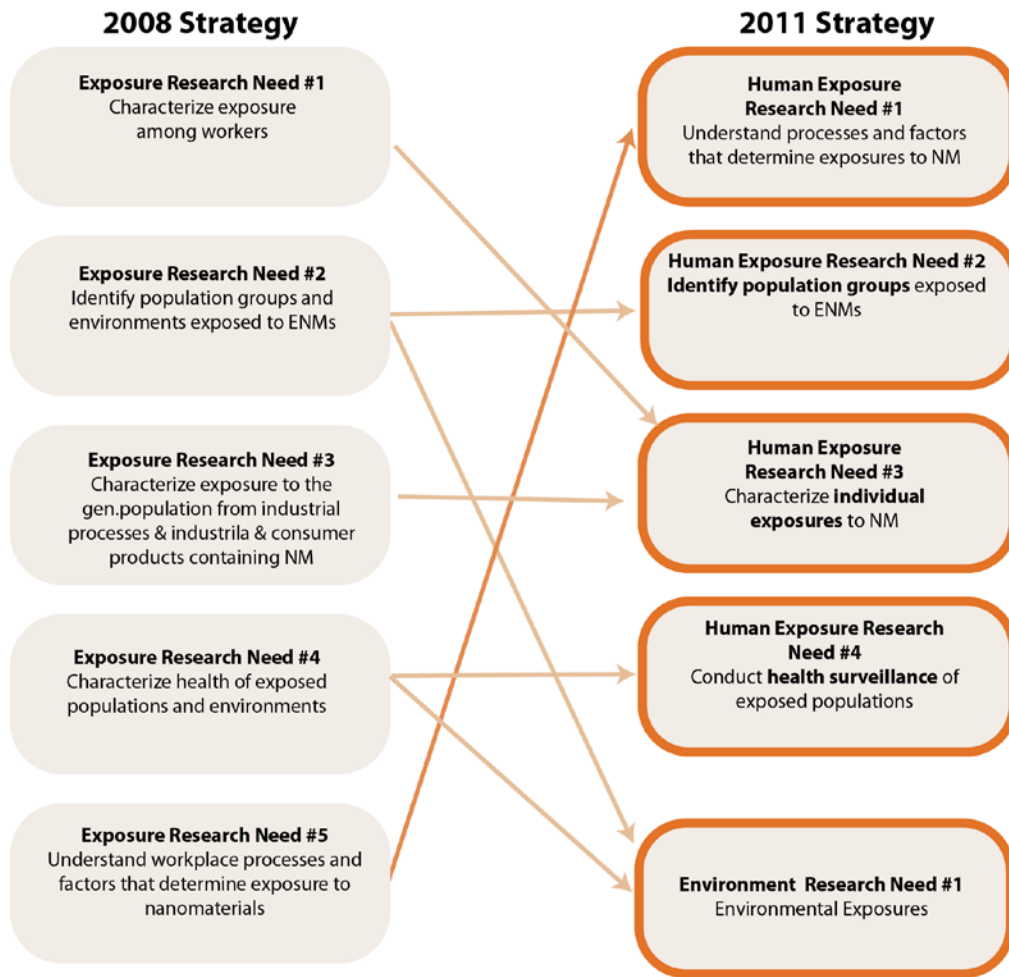 2008 Strategy
Exposure Research Need #1
Characterize exposure
among workers
Exposure Research Need #2
Identify population groups and
environments exposed to ENMs
Exposure Research Need #3
Characterize exposure to the
gen.population from industrial
processes & industrila & consumer
products containing NM
Exposure Research Need #4
Characterize health of exposed
populations and environments
Exposure Research Need #5
Understand workplace processes and
factors that determine exposure to
nanomaterials
2011 Strategy
Human Exposure
Research Need #1
Understand processes and factors
that determine exposures to NM
Human Exposure Research Need #2
Identify population groups exposed
to ENMs
Human Exposure
Research Need #3
Characterize individual
exposures to NM
Human Exposure Research
Need #4
Conduct health surveillance of
exposed populations
Environment Research Need #1
Environmental Exposures